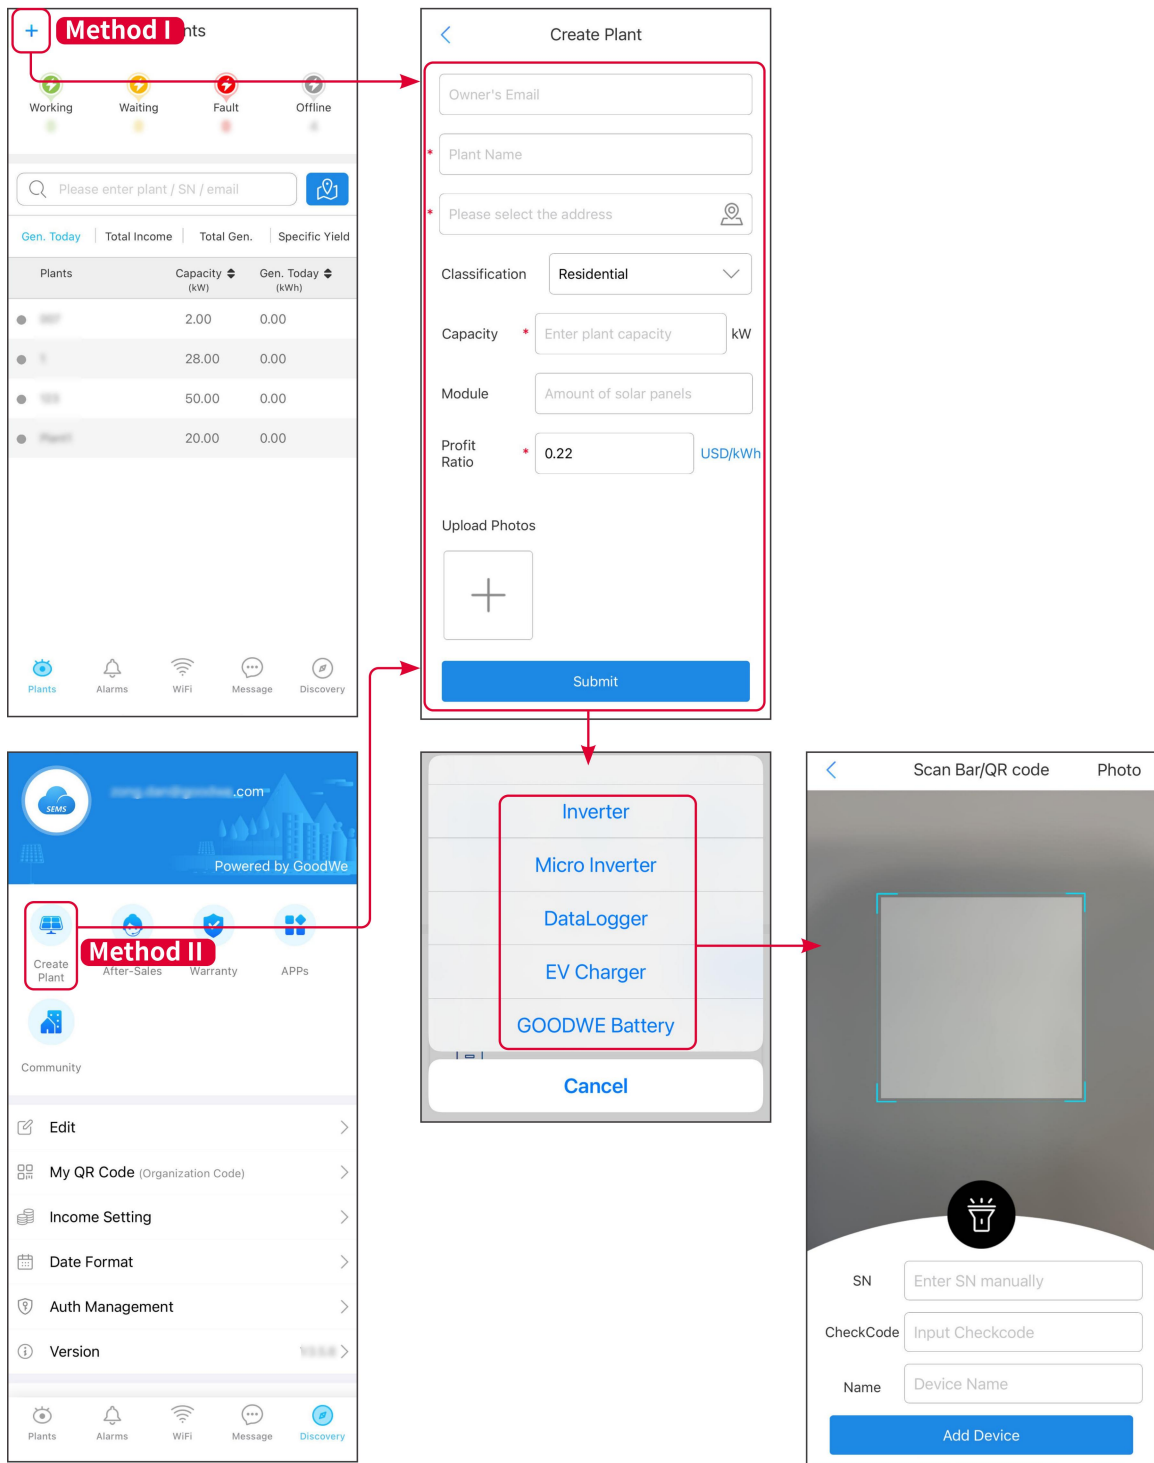 + Method I nts
Working Waiting Fault Offline
Please enter plant / SN / email
Gen. Today Total Income Total Gen. Specific Yield
Plants Capacity (kW) Gen. Today (kWh)
2.00 0.00
28.00 0.00
50.00 0.00
20.00 0.00
Plants Alarms WiFi Message Discovery
Create Plant
Owner's Email
* Plant Name
* Please select the address
Classification Residential
Capacity * Enter plant capacity kW
Module Amount of solar panels
Profit Ratio * 0.22 USD/kWh
Upload Photos
Submit
SEMS
.com
Powered by GoodWe
Method II
Create Plant After-Sales Warranty APPs
Community
Edit
My QR Code (Organization Code)
Income Setting
Date Format
Auth Management
Version
Plants Alarms WiFi Message Discovery
Inverter
Micro Inverter
DataLogger
EV Charger
GOODWE Battery
Cancel
Scan Bar/QR code Photo
SN Enter SN manually
CheckCode Input Checkcode
Name Device Name
Add Device